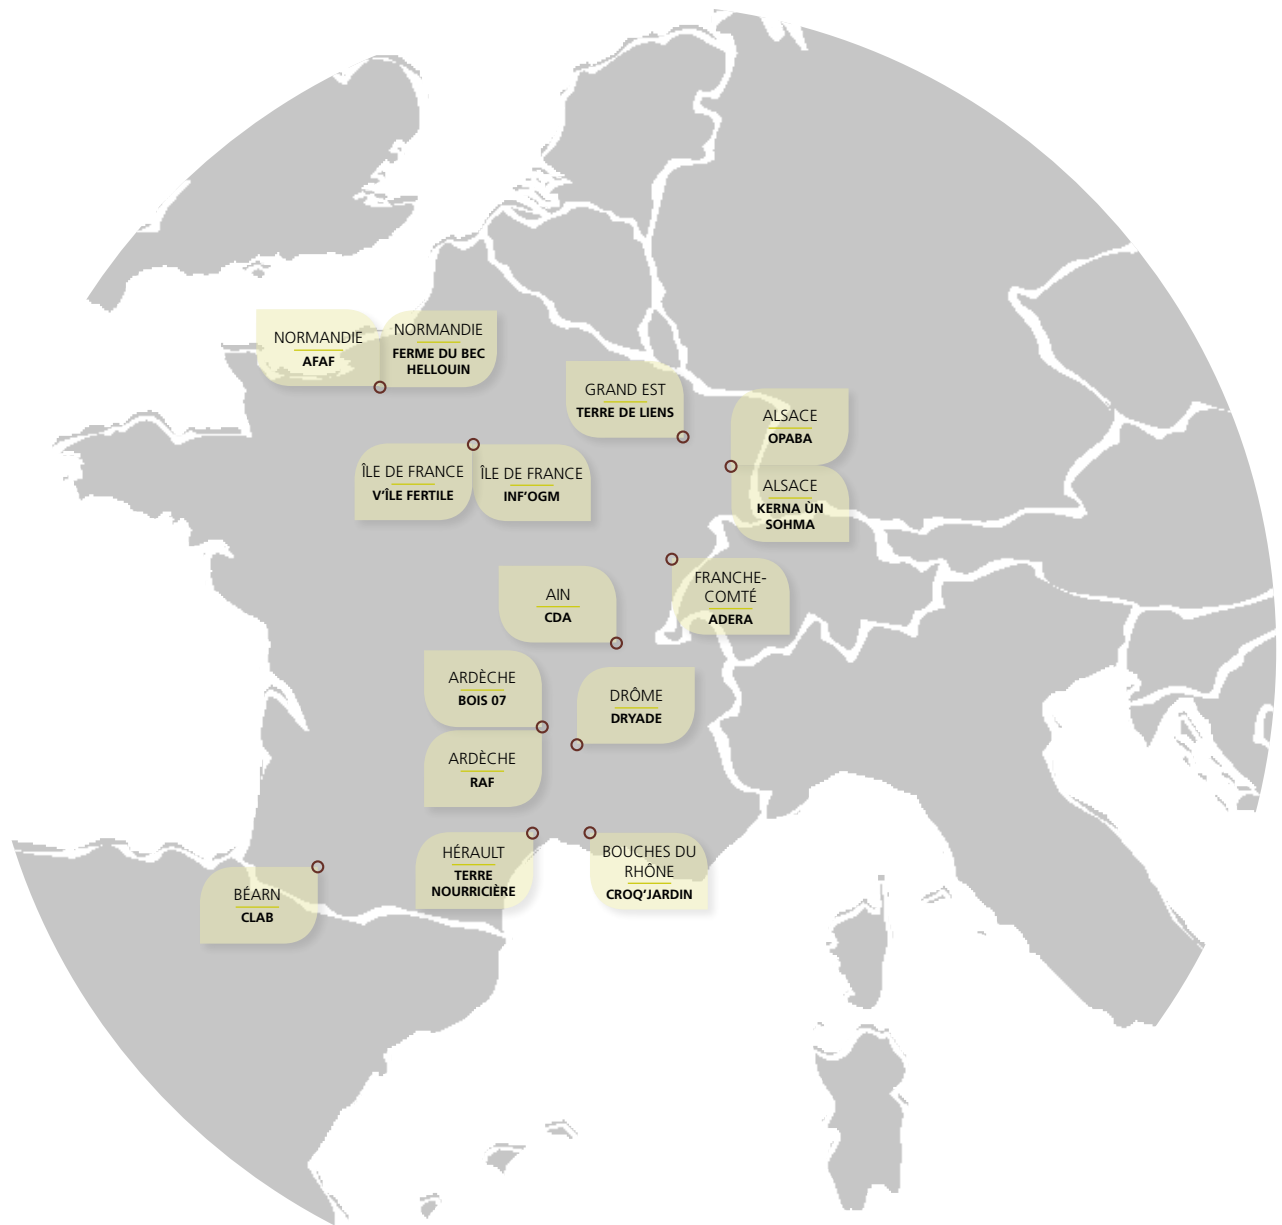 NORMANDIE
AFAF
NORMANDIE
FERME DU BEC
HELLOUIN
GRAND EST
TERRE DE LIENS
ALSACE
OPABA
ÎLE DE FRANCE
V’ÎLE FERTILE
ÎLE DE FRANCE
INF’OGM
ALSACE
KERNA ÙN
SOHMA
FRANCHE-
COMTÉ
ADERA
AIN
CDA
ARDÈCHE
BOIS 07
DRÔME
DRYADE
ARDÈCHE
RAF
HÉRAULT
TERRE
NOURRICIÈRE
BOUCHES DU
RHÔNE
CROQ’JARDIN
BÉARN
CLAB